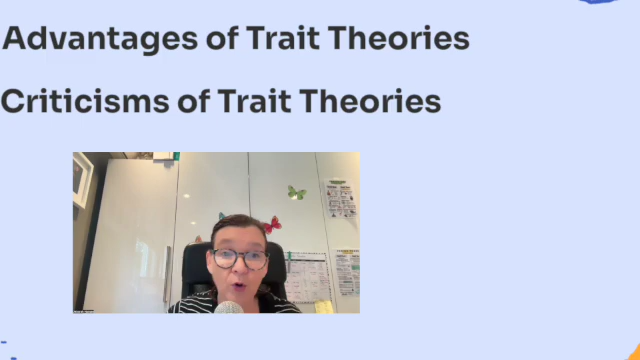 Advantages of Trait Theories
Criticisms of Trait Theories